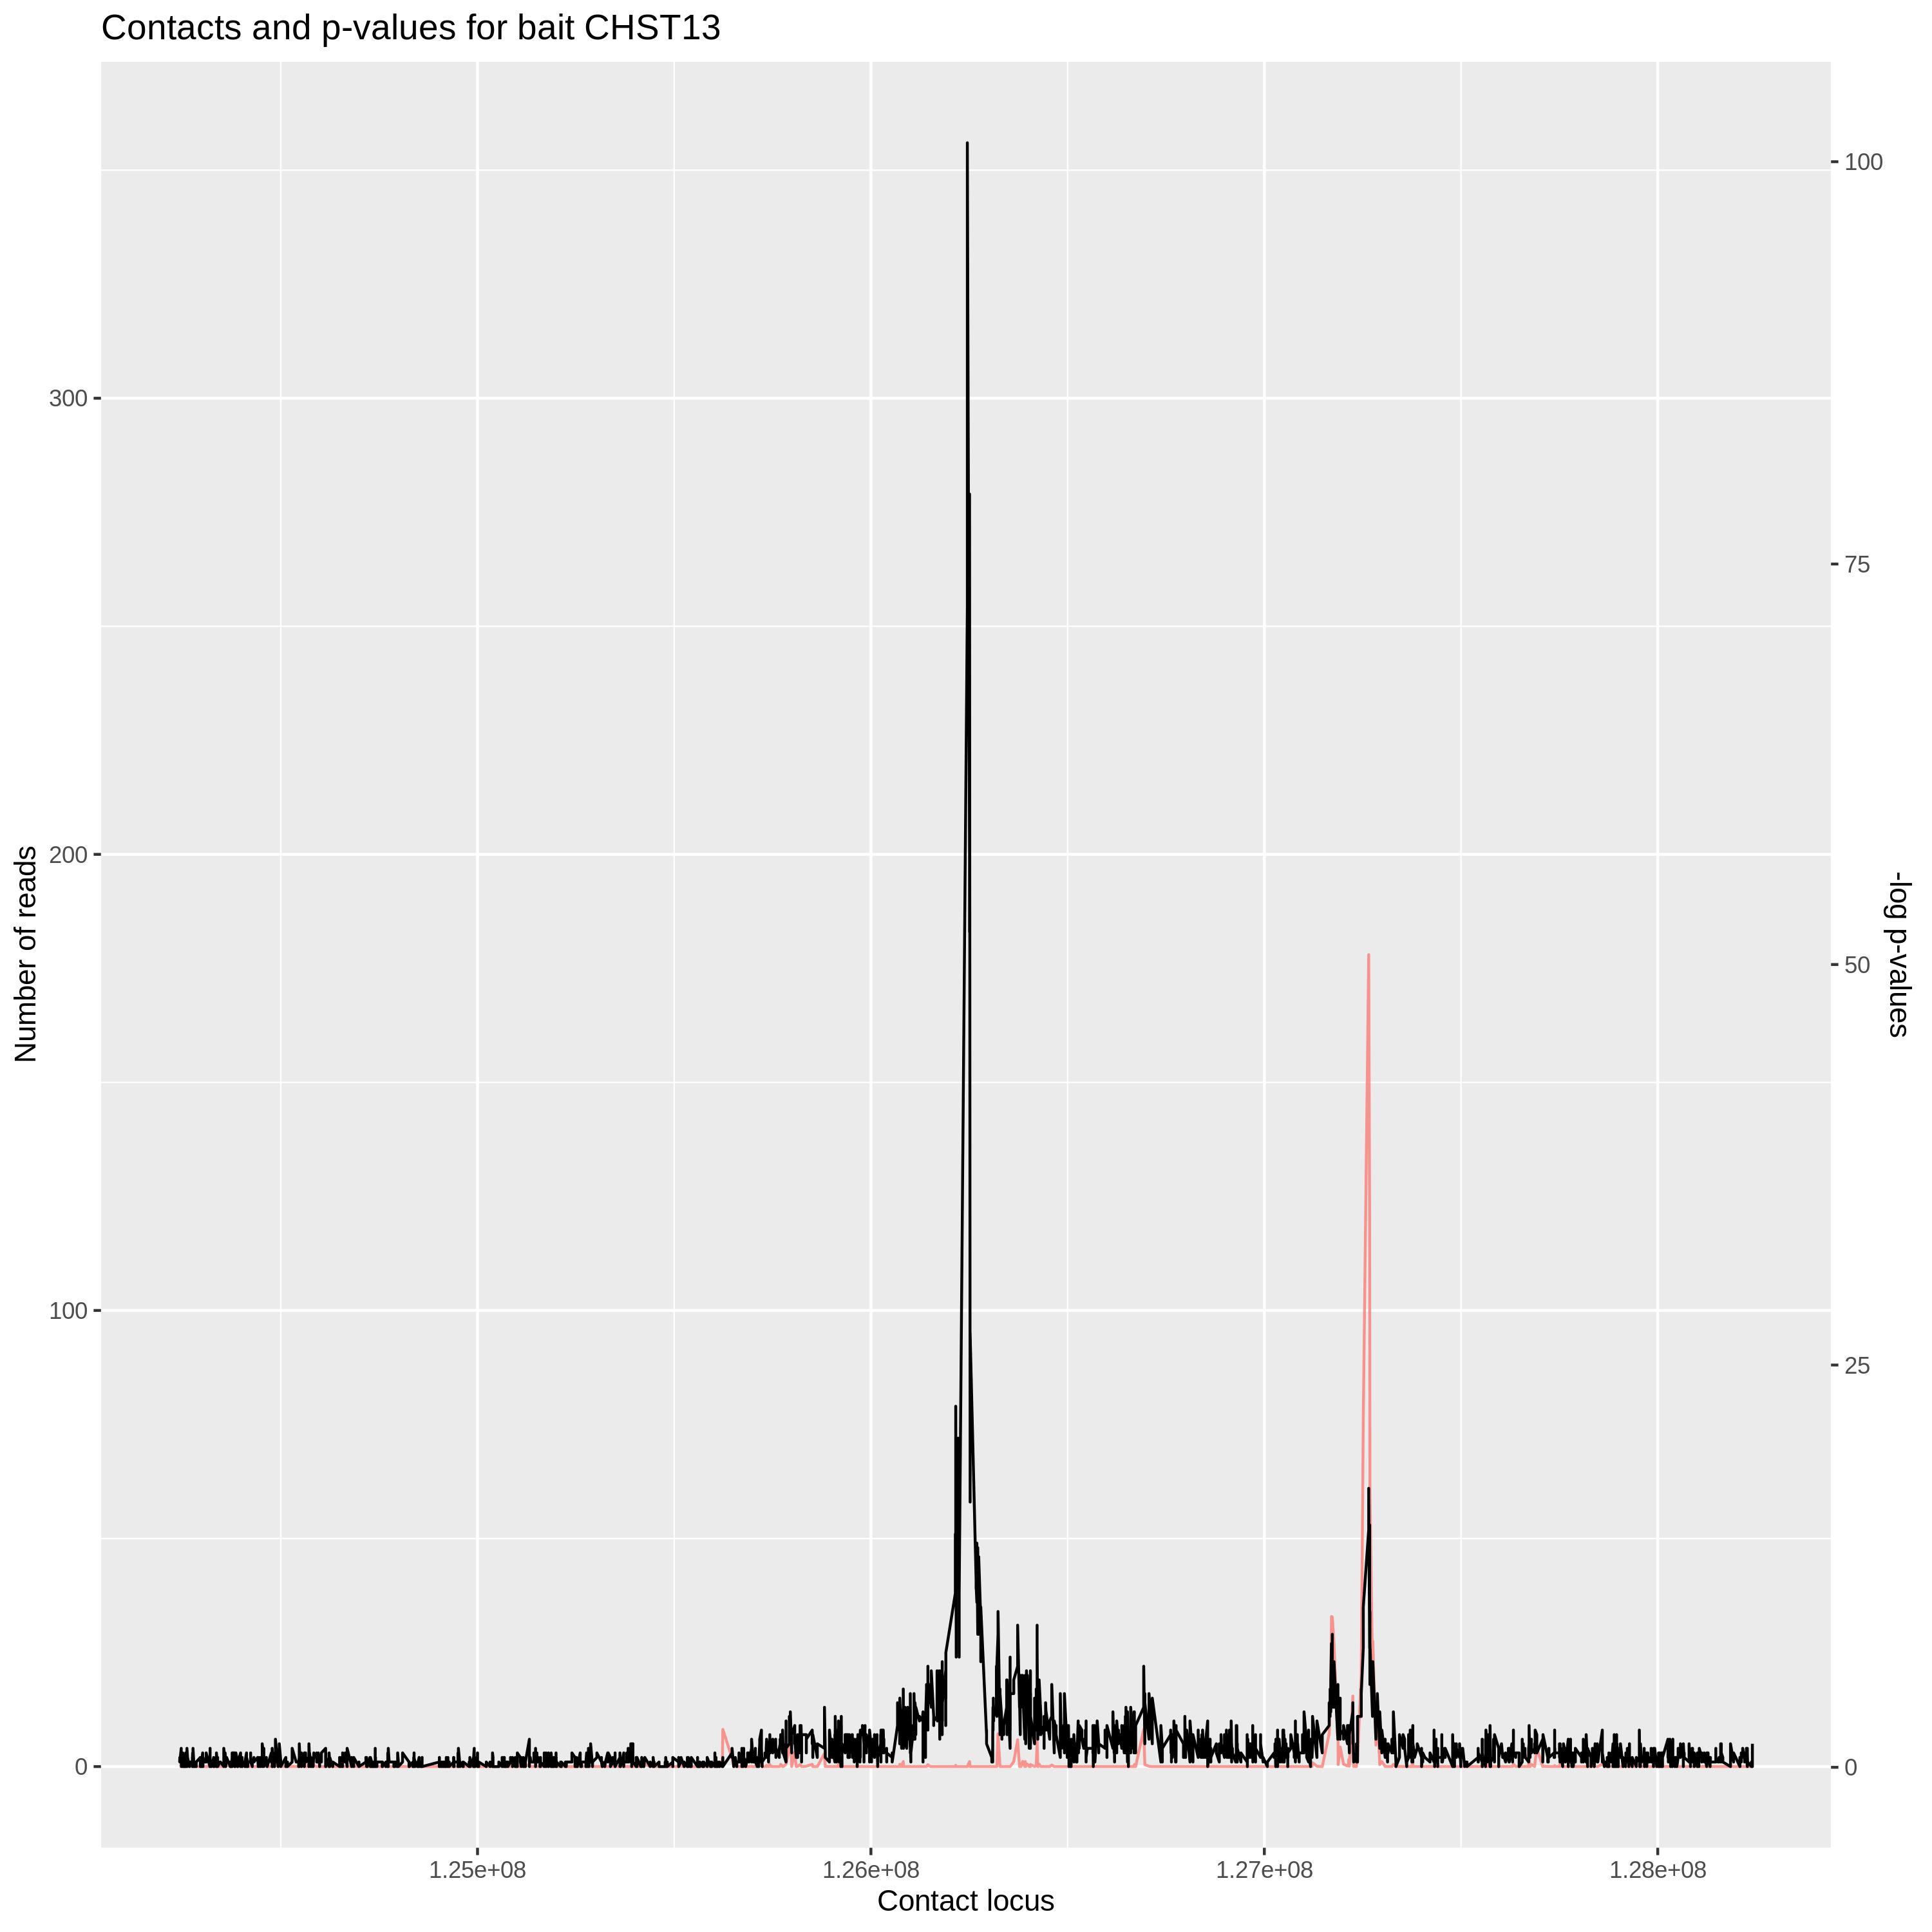 Contacts and p-values for bait CHST13
300
200
100
0
100
75
50
25
0
Number of reads
-log p-values
1.25e+08
1.26e+08
1.27e+08
1.28e+08
Contact locus